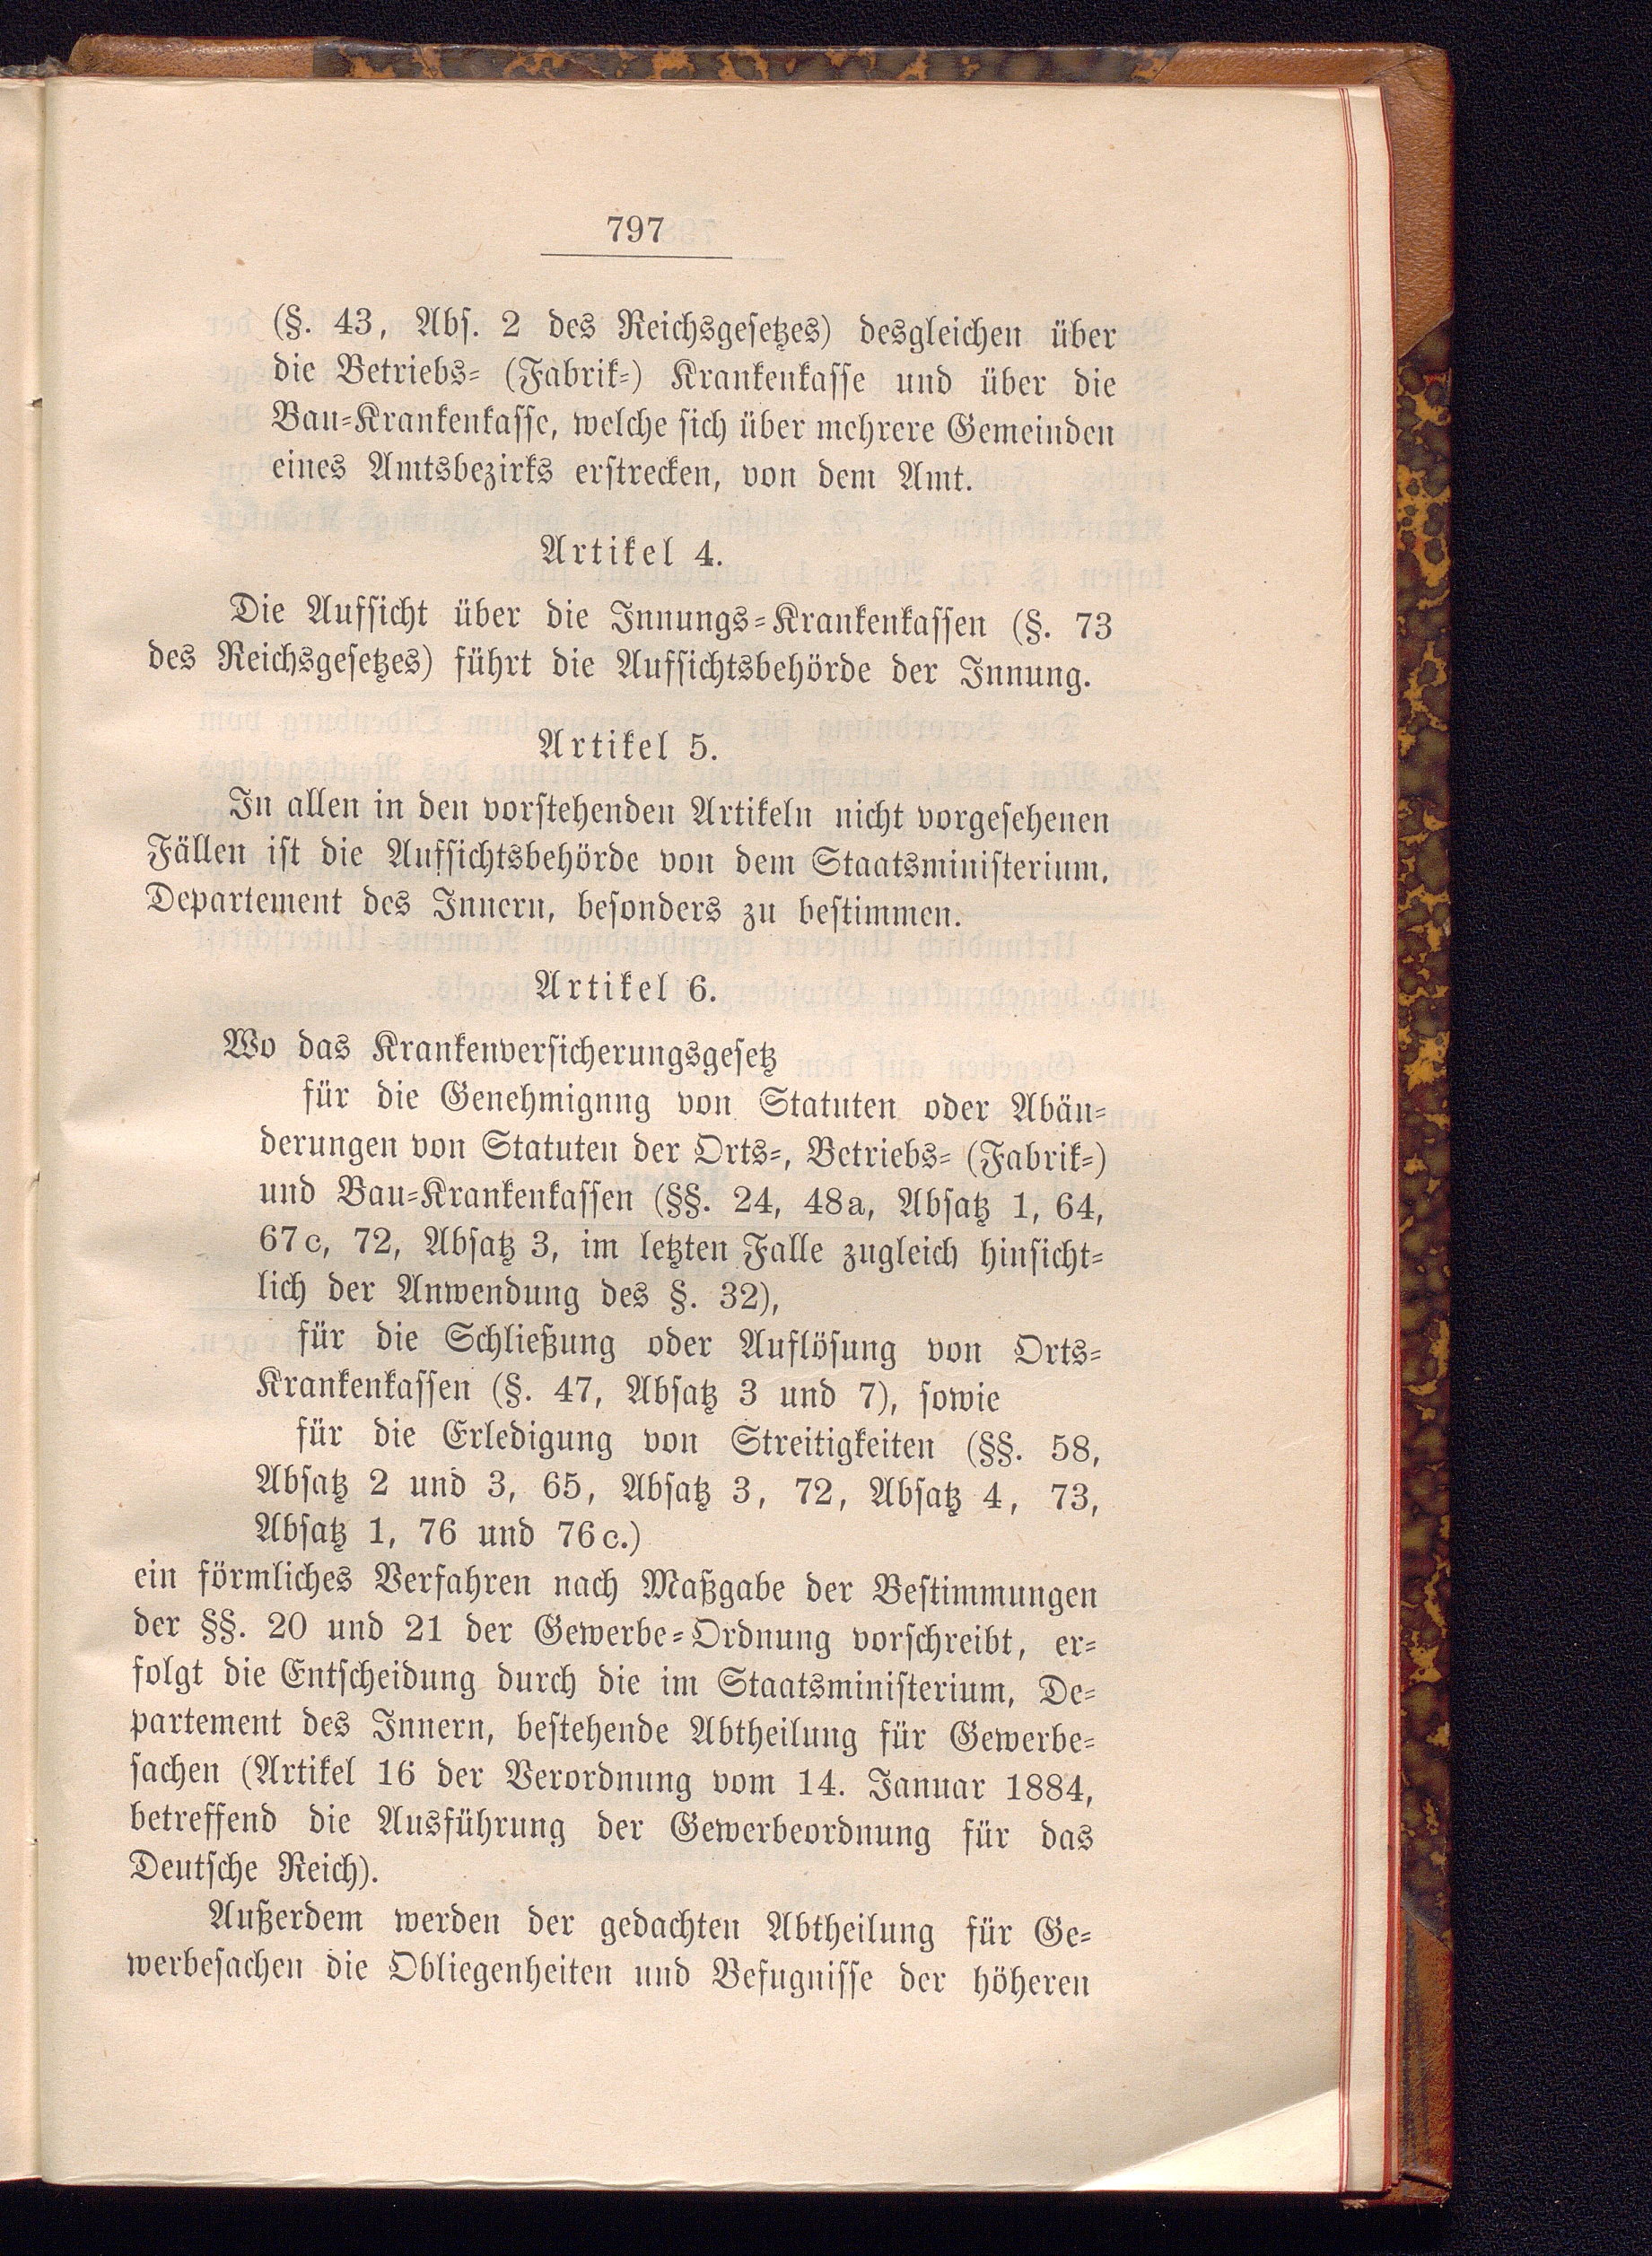 797
(§. 43, Abs. 2 des Reichsgesetzes) desgleichen über
die Betriebs- (Fabrik-) Krankenkasse und über die
Bau-Krankenkasse, welche sich über mehrere Gemeinden
eines Amtsbezirks erstrecken, von dem Amt.
Artikel 4.
Die Aufsicht über die Innungs-Krankenkassen (§. 73
des Reichsgesetzes) führt die Aufsichtsbehörde der Innung.
Artikel 5.
In allen in den vorstehenden Artikeln nicht vorgesehenen
Fällen ist die Aufsichtsbehörde von dem Staatsministerium,
Departement des Innern, besonders zu bestimmen.
Artikel 6.
Wo das Krankenversicherungsgesetz
für die Genehmigung von Statuten oder Abän-
derungen von Statuten der Orts-, Betriebs- (Fabrik-)
und Bau-Krankenkassen (§§. 24, 48a, Absatz 1, 64,
67c, 72, Absatz 3, im letzten Falle zugleich hinsicht-
lich der Anwendung des §. 32),
für die Schließung oder Auflösung von Orts-
Krankenkassen (§. 47, Absatz 3 und 7), sowie
für die Erledigung von Streitigkeiten (§§. 58,
Absatz 2 und 3, 65, Absatz 3, 72, Absatz 4, 73,
Absatz 1, 76 und 76c.)
ein förmliches Verfahren nach Maßgabe der Bestimmungen
der §§. 20 und 21 der Gewerbe-Ordnung vorschreibt, er-
folgt die Entscheidung durch die im Staatsministerium, De-
partement des Innern, bestehende Abtheilung für Gewerbe-
sachen (Artikel 16 der Verordnung vom 14. Januar 1884,
betreffend die Ausführung der Gewerbeordnung für das
Deutsche Reich).
Außerdem werden der gedachten Abtheilung für Ge-
werbesachen die Obliegenheiten und Befugnisse der höheren